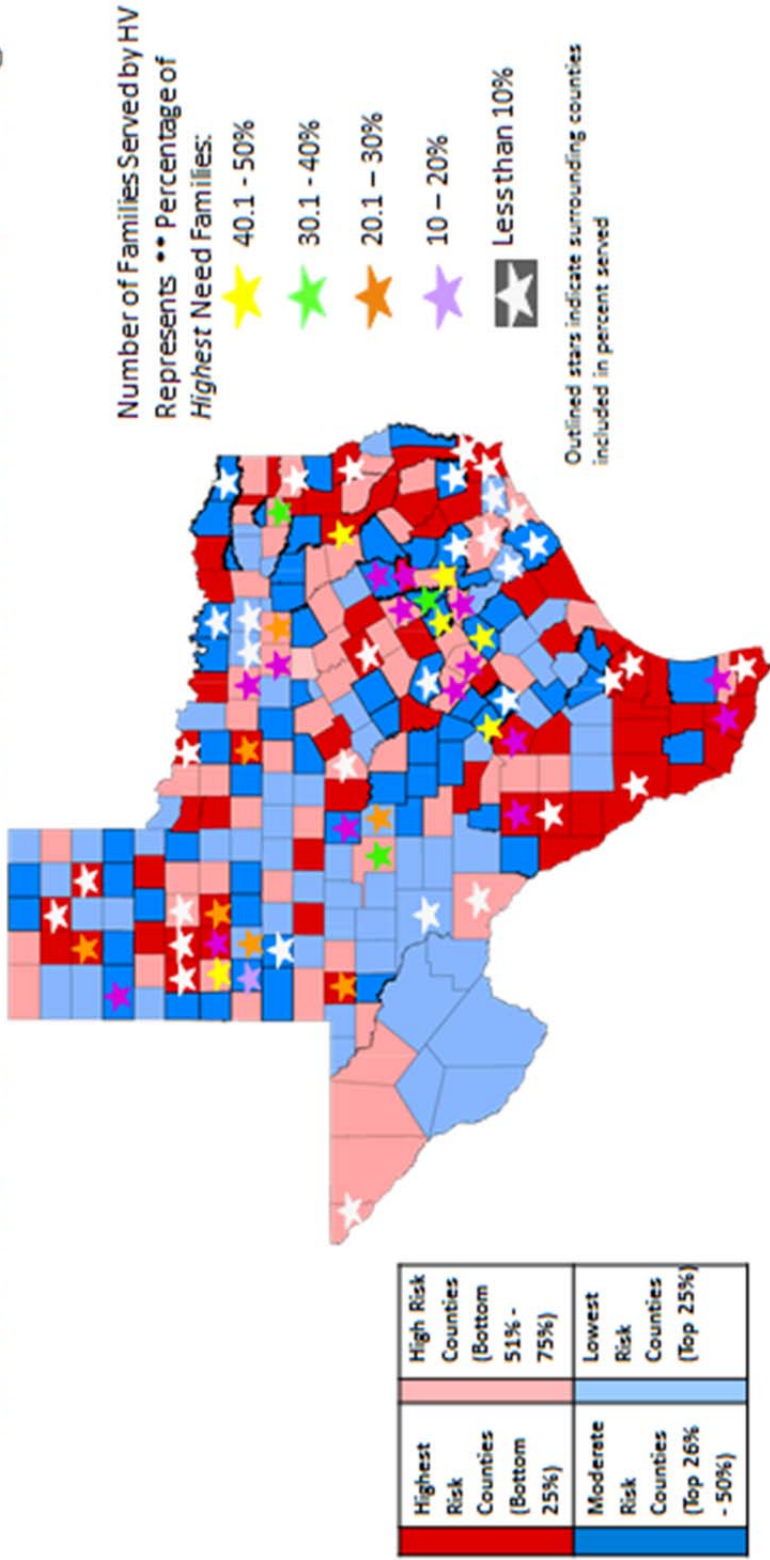 Number of Families Served by HV
Represents ** Percentage of
Highest Need Families:
40.1 - 50%
30.1 - 40%
20.1 – 30%
10 – 20%
Less than 10%
Outlined stars indicate surrounding counties
included in percent served
Highest
Risk
Counties
(Bottom
25%)
High Risk
Counties
(Bottom
51% -
75%)
Moderate
Risk
Counties
(Top 26%
- 50%)
Lowest
Risk
Counties
(Top 25%)